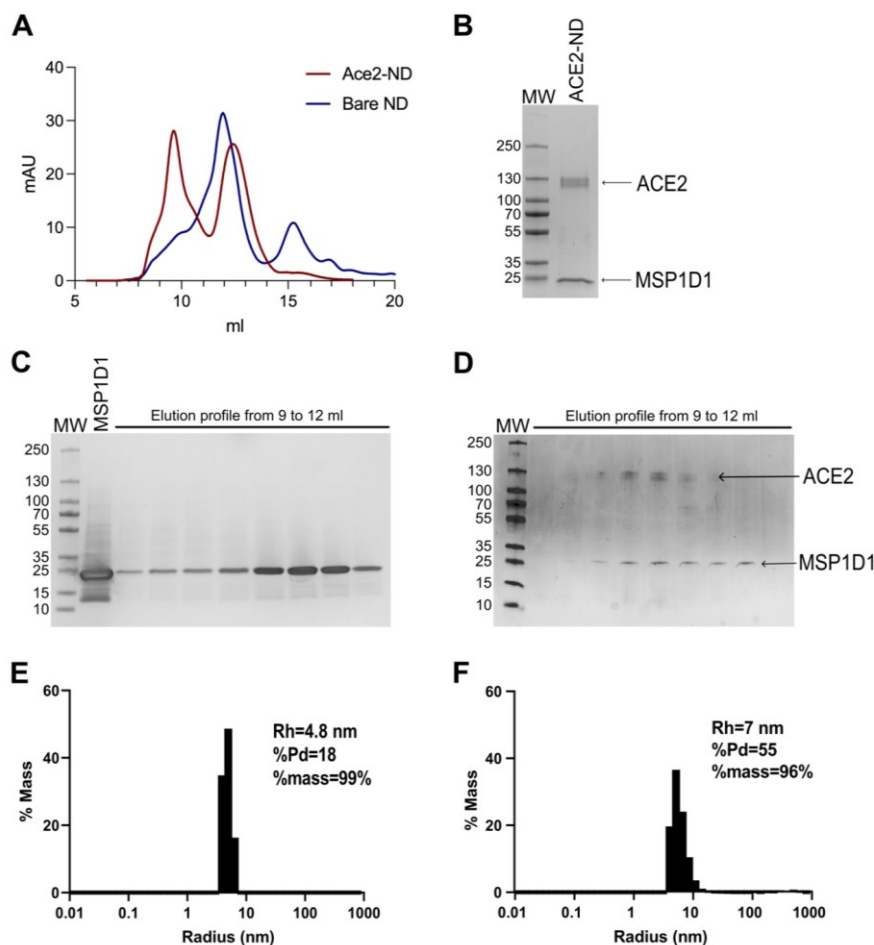 A
40
30
20
10
0
mAU
5
10
15
20
ml
Ace2-ND
Bare ND
B
MW
ACE2-ND
250
130
100
70
55
35
25
ACE2
MSP1D1
C
MW
MSP1D1
Elution profile from 9 to 12 ml
250
130
100
70
55
35
25
15
10
D
MW
Elution profile from 9 to 12 ml
250
130
100
70
55
35
25
15
10
ACE2
MSP1D1
E
60
40
20
0
% Mass
0.01
0.1
1
10
100
1000
Radius (nm)
Rh=4.8 nm
%Pd=18
%mass=99%
F
60
40
20
0
% Mass
0.01
0.1
1
10
100
1000
Radius (nm)
Rh=7 nm
%Pd=55
%mass=96%